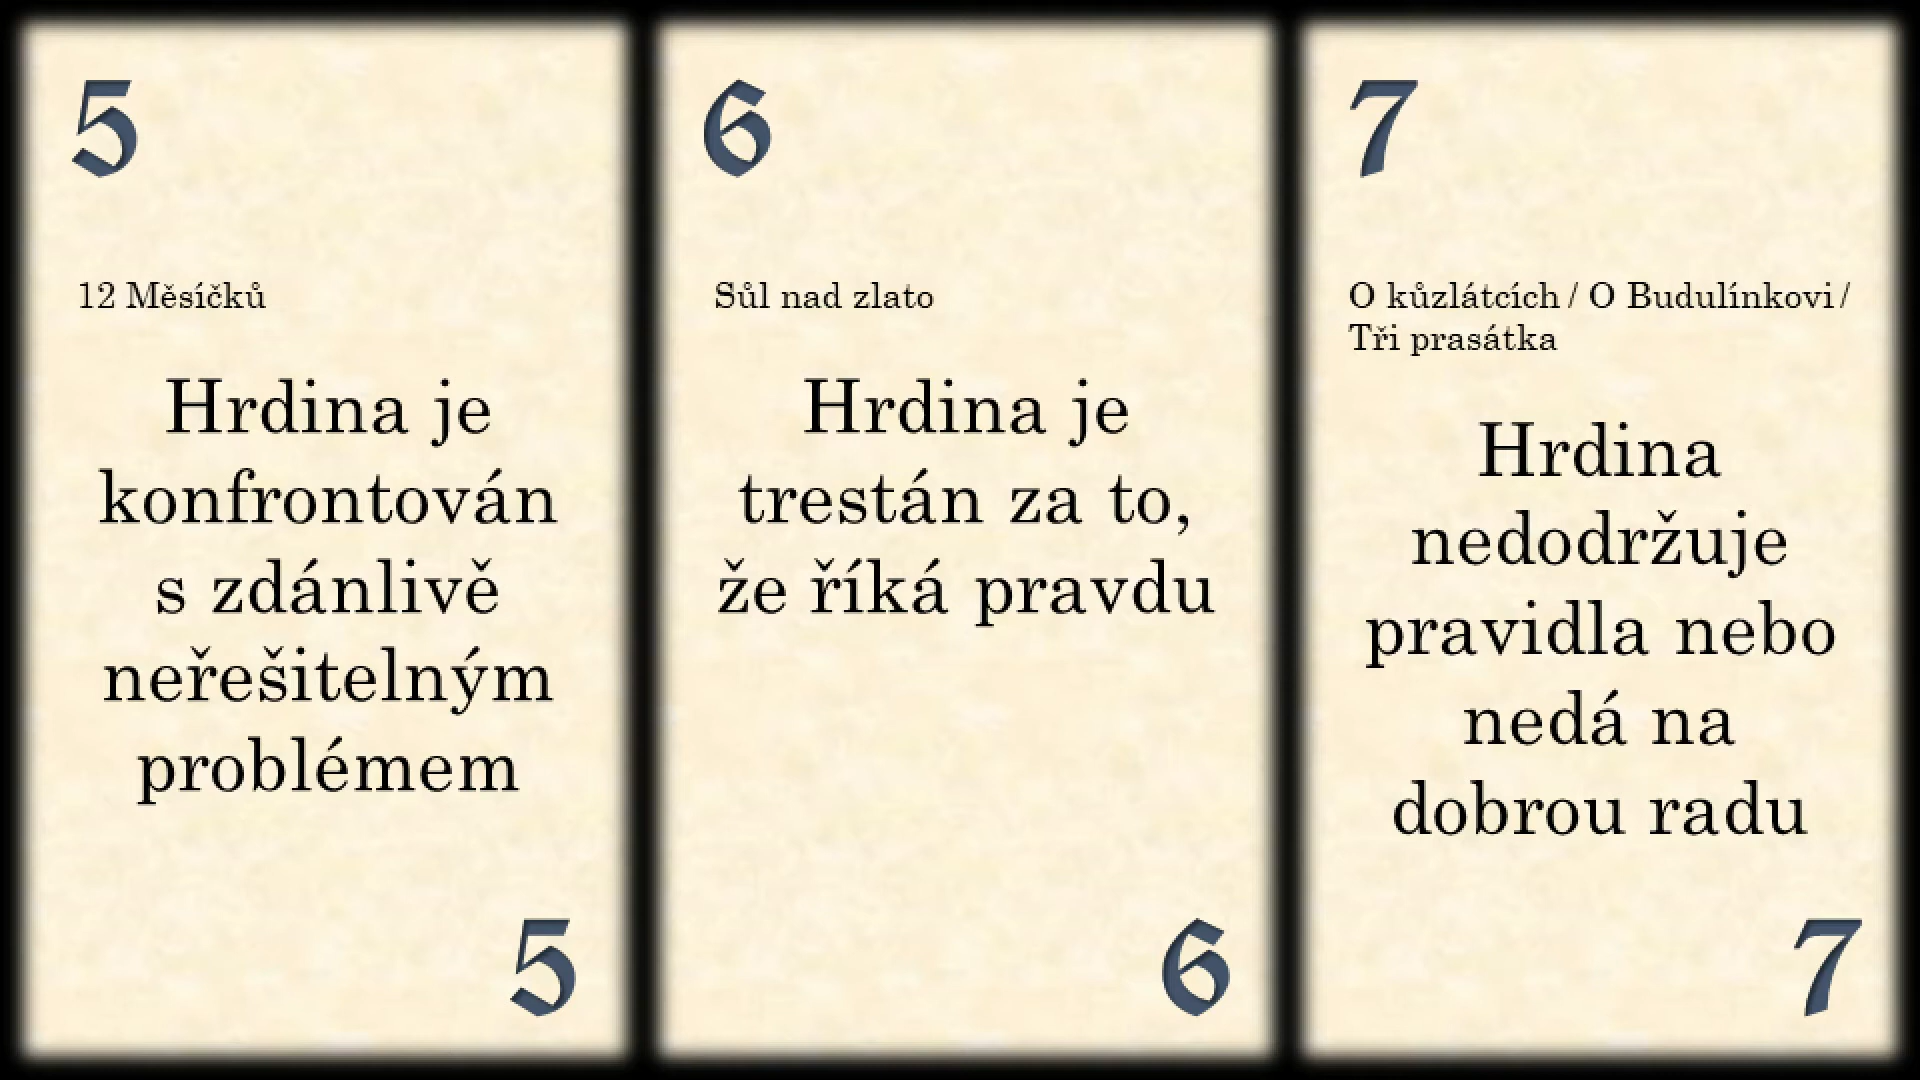 5
12 Měsíčků
Hrdina je
konfrontován
s zdánlivě
neřešitelným
problémem
5
6
Sůl nad zlato
Hrdina je
trestán za to,
že říká pravdu
6
7
O kůzlátcích / O Budulínkovi /
Tři prasátka
Hrdina
nedodržuje
pravidla nebo
nedá na
dobrou radu
7